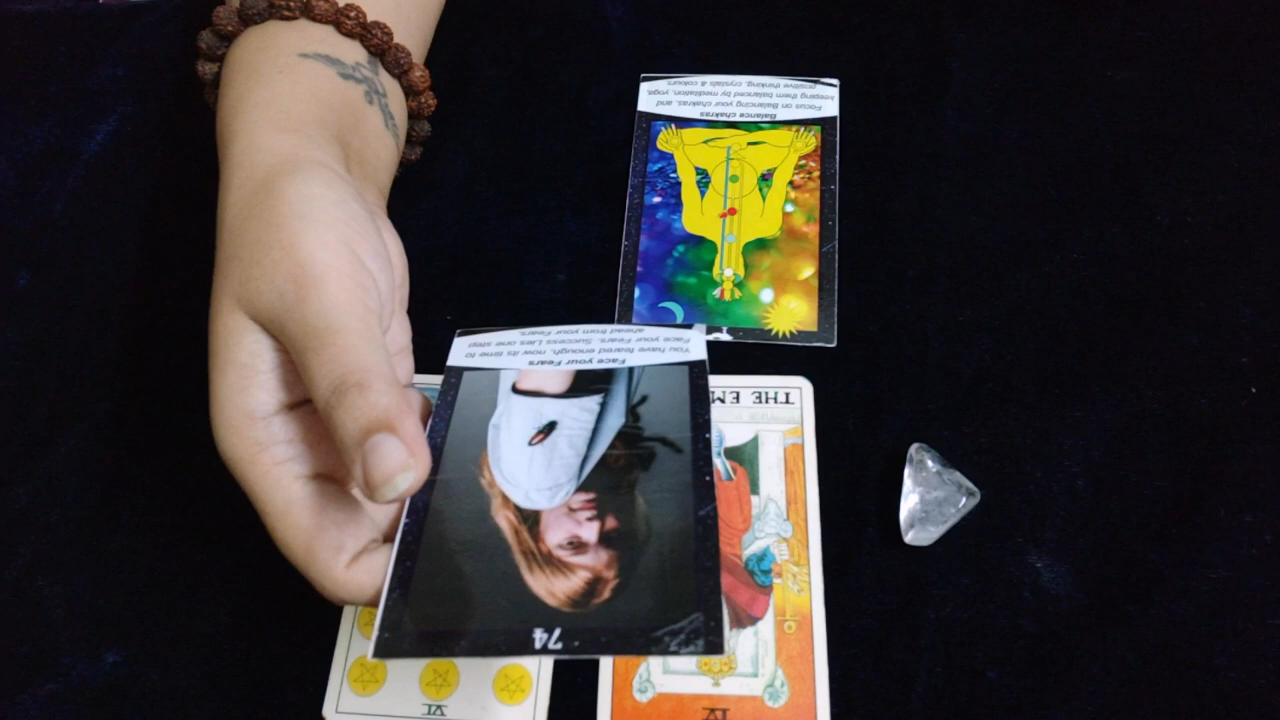 Balance chakras
Focus on Balancing your chakras, and
keeping them balanced by meditation, yoga,
positive thinking, crystals & colours.
Face your Fears
You have feared enough, now its time to
Face your Fears. Success Lies one step
ahead from your Fears.
74
THE EM
VI
IV